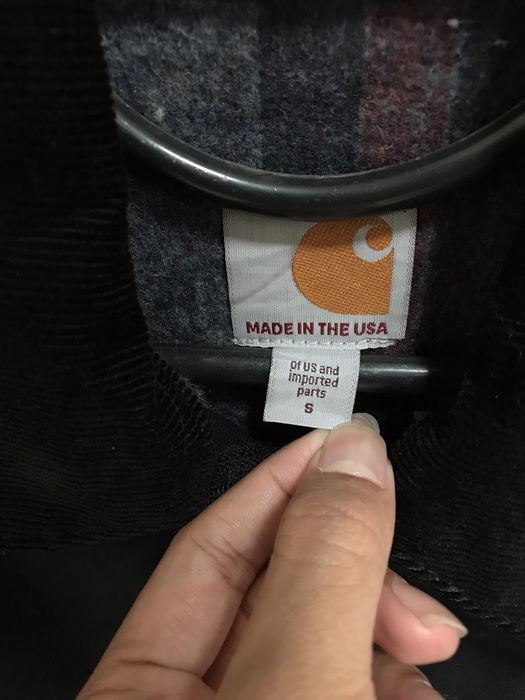 MADE IN THE USA
Of US and
imported
parts
S